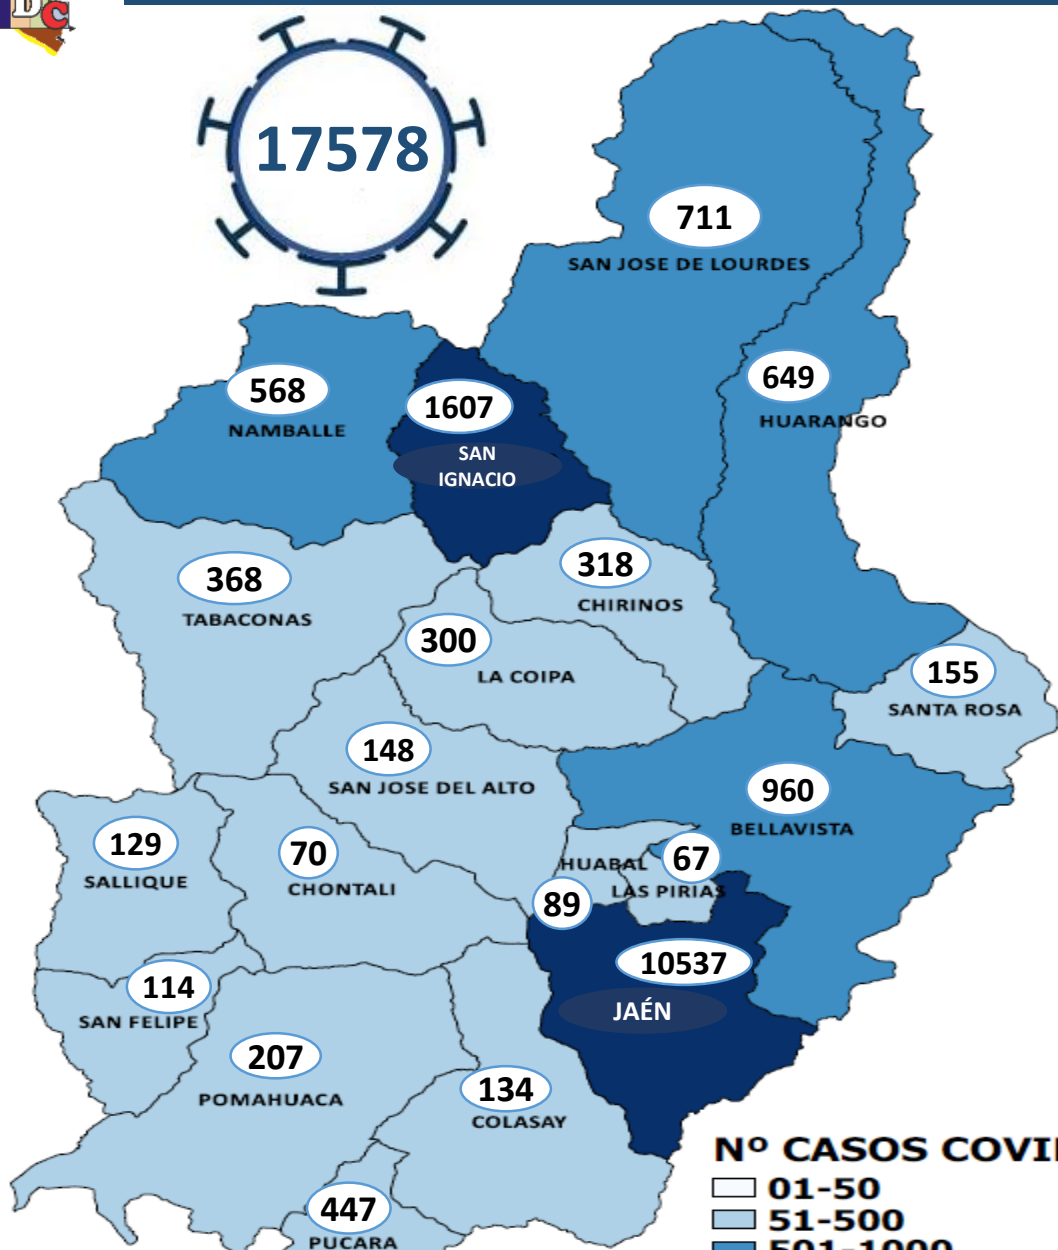 DC
17578
711
SAN JOSE DE LOURDES
649
HUARANGO
568
NAMBALLE
1607
SAN
IGNACIO
368
TABACONAS
318
CHIRINOS
300
LA COIPA
155
SANTA ROSA
148
SAN JOSE DEL ALTO
960
BELLAVISTA
129
SALLIQUE
70
CHONTALI
HUABAL
89
67
LAS PIRIAS
10537
JAÉN
114
SAN FELIPE
207
POMAHUACA
134
COLASAY
447
PUCARA
Nº CASOS COVI
01-50
51-500
501-1000